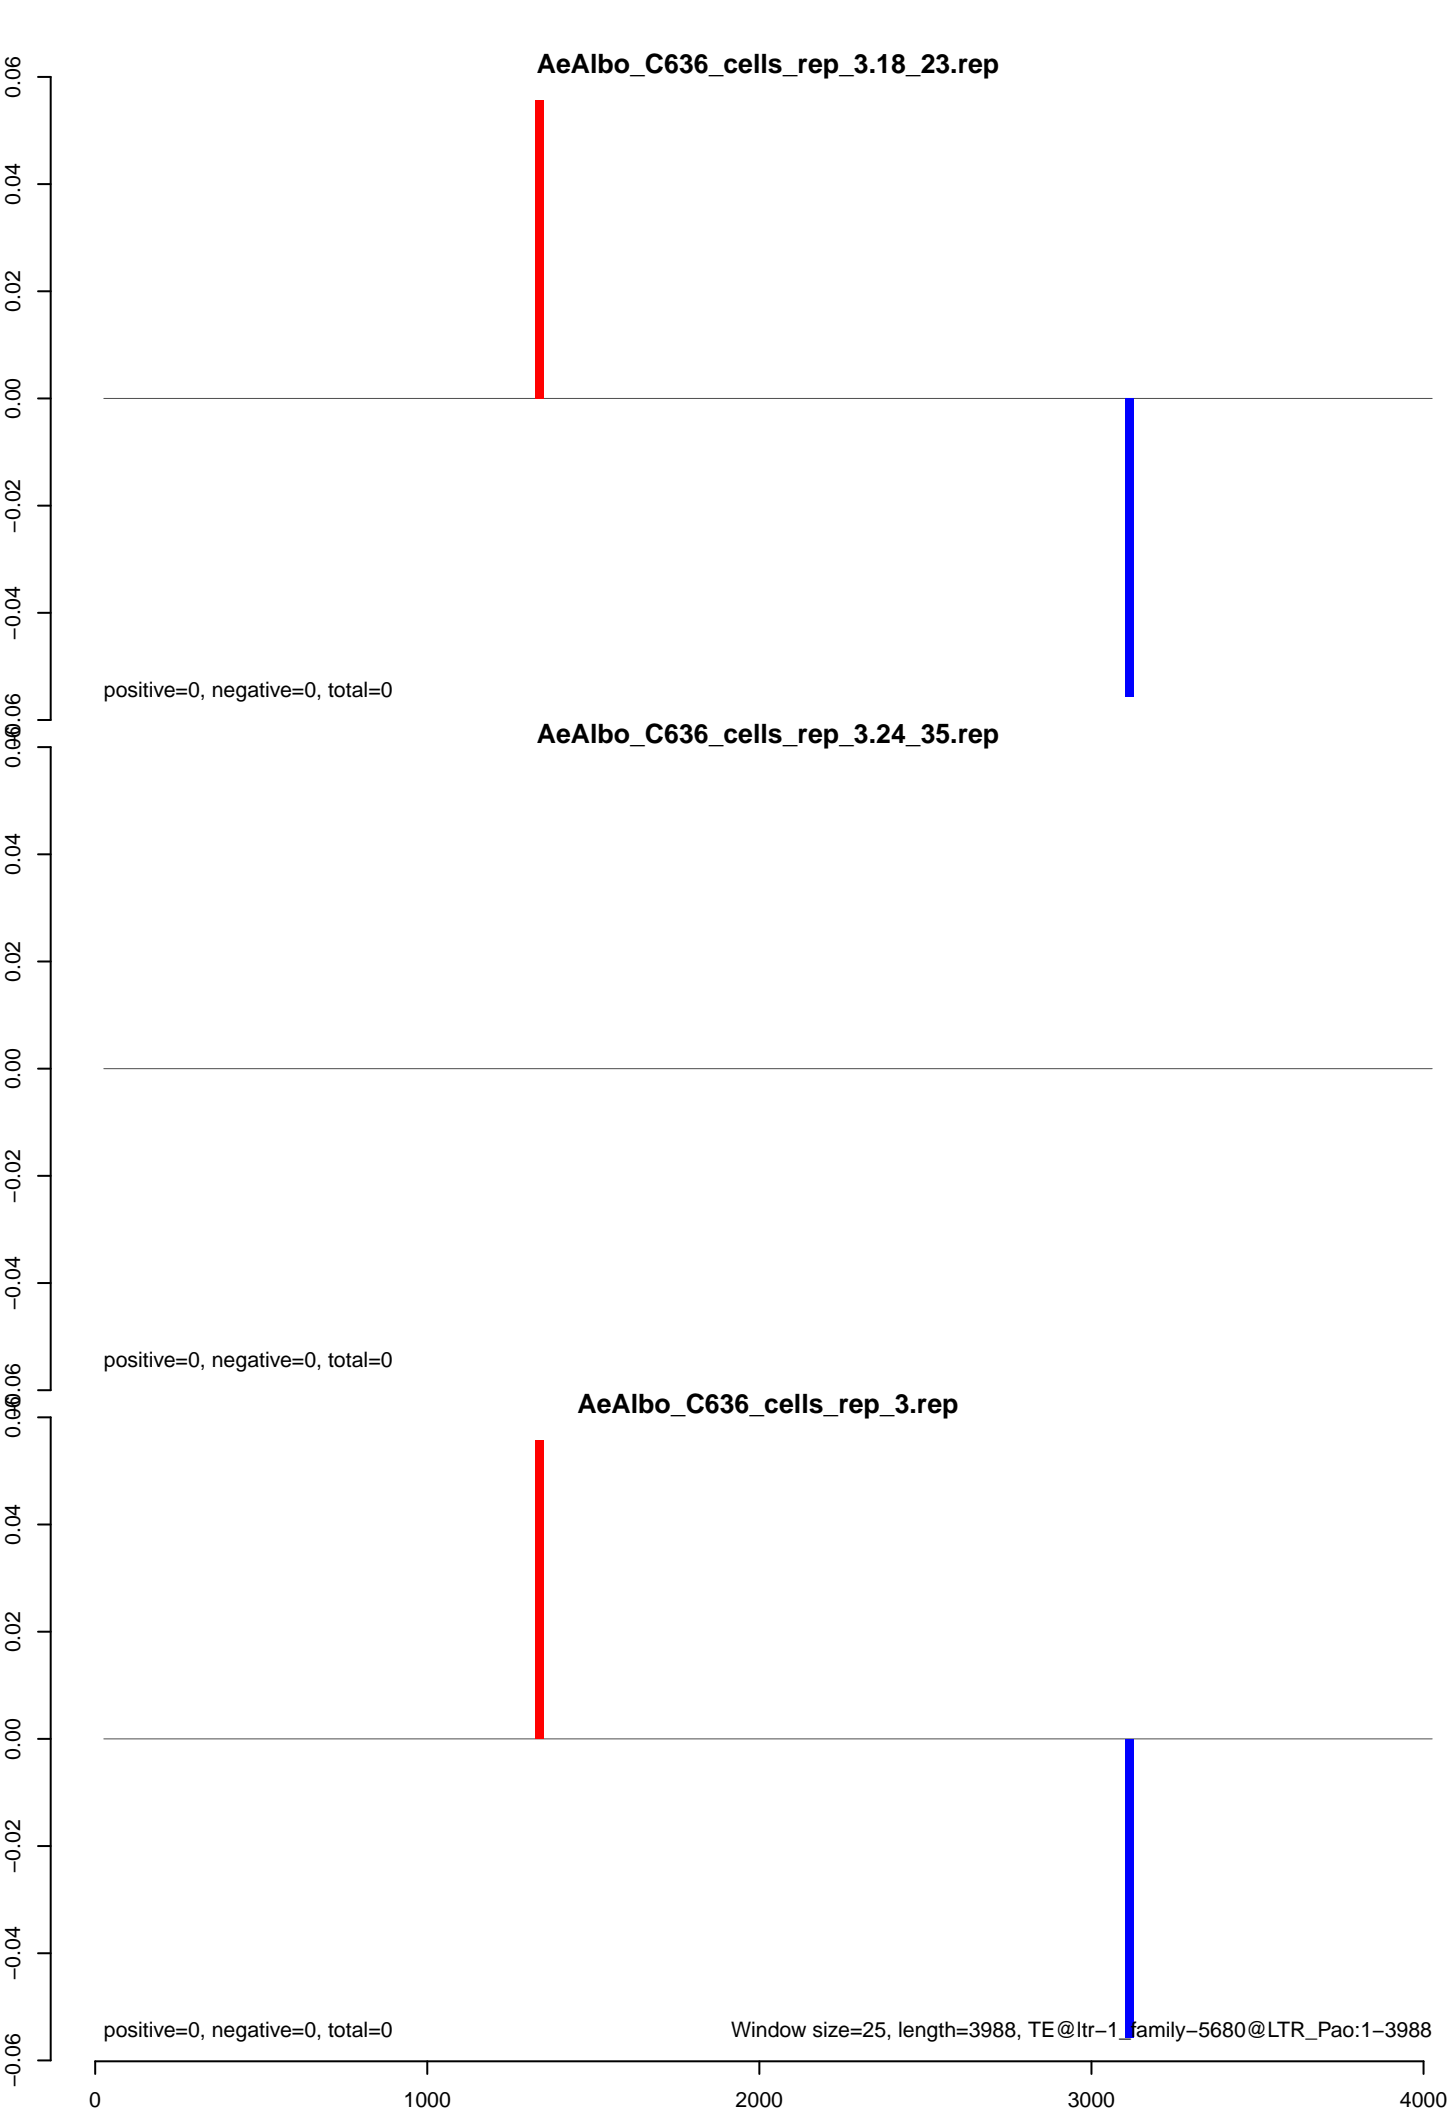 AeAlbo_C636_cells_rep_3.18_23.rep
0.06
0.04
0.02
0.00
−0.02
−0.04
−0.06
positive=0, negative=0, total=0
AeAlbo_C636_cells_rep_3.24_35.rep
0.06
0.04
0.02
0.00
−0.02
−0.04
−0.06
positive=0, negative=0, total=0
AeAlbo_C636_cells_rep_3.rep
0.06
0.04
0.02
0.00
−0.02
−0.04
−0.06
positive=0, negative=0, total=0
Window size=25, length=3988, TE@ltr−1_family−5680@LTR_Pao:1−3988
0 1000 2000 3000 4000